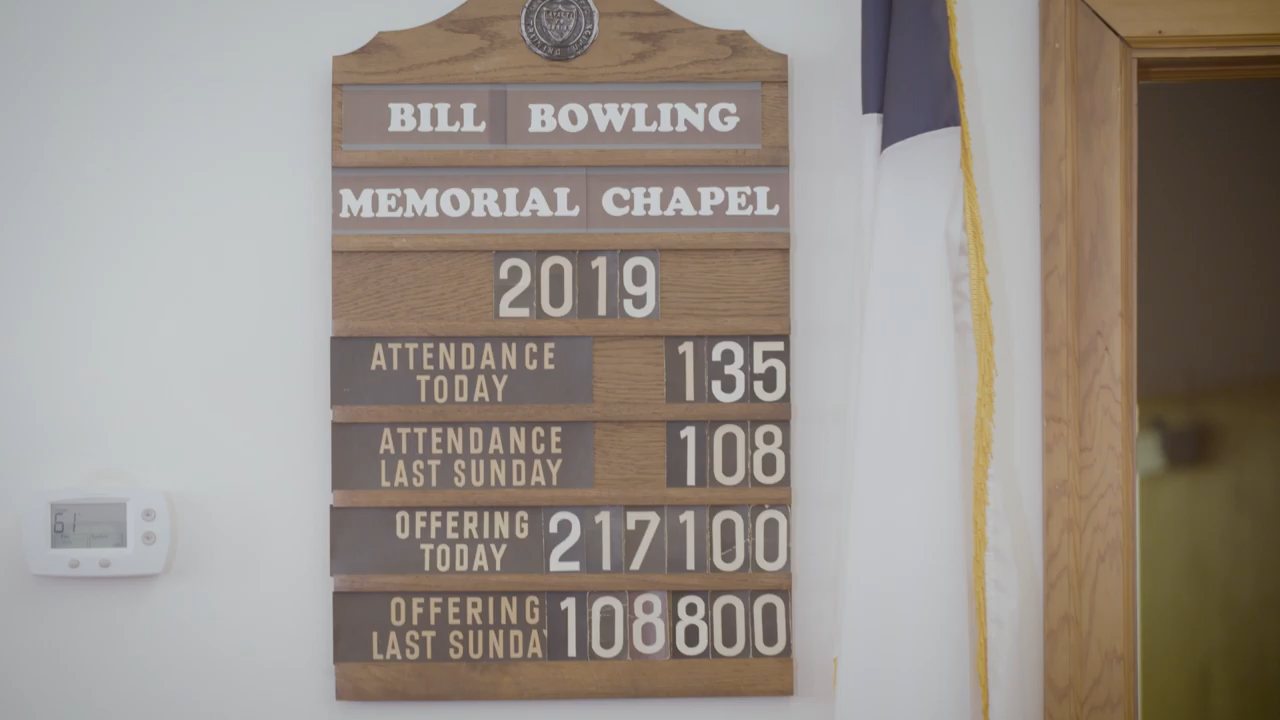 BILL BOWLING
MEMORIAL CHAPEL
2019
ATTENDANCE
TODAY
135
ATTENDANCE
LAST SUNDAY
108
OFFERING
TODAY
217100
OFFERING
LAST SUNDA
108800
61